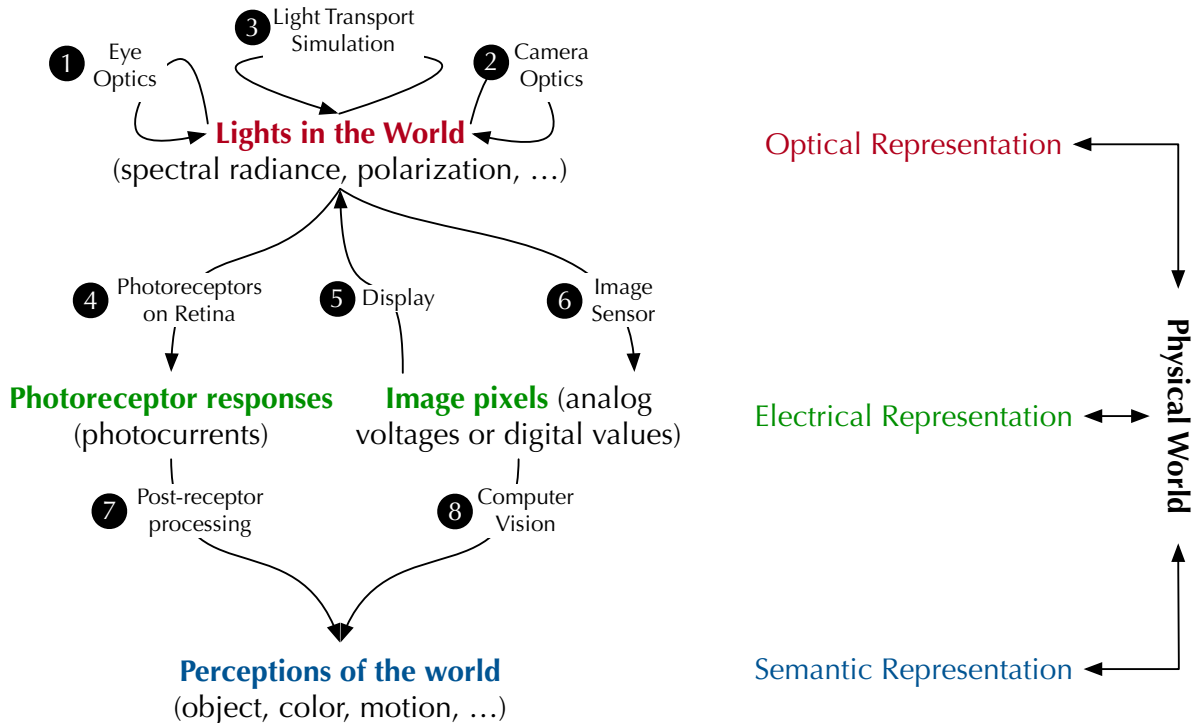 3 Light Transport
Simulation
1 Eye
Optics
2 Camera
Optics
Lights in the World
(spectral radiance, polarization, …)
4 Photoreceptors
on Retina
5 Display
6 Image
Sensor
Photoreceptor responses
(photocurrents)
Image pixels (analog
voltages or digital values)
7 Post-receptor
processing
8 Computer
Vision
Perceptions of the world
(object, color, motion, …)
Optical Representation
Electrical Representation
Semantic Representation
Physical World